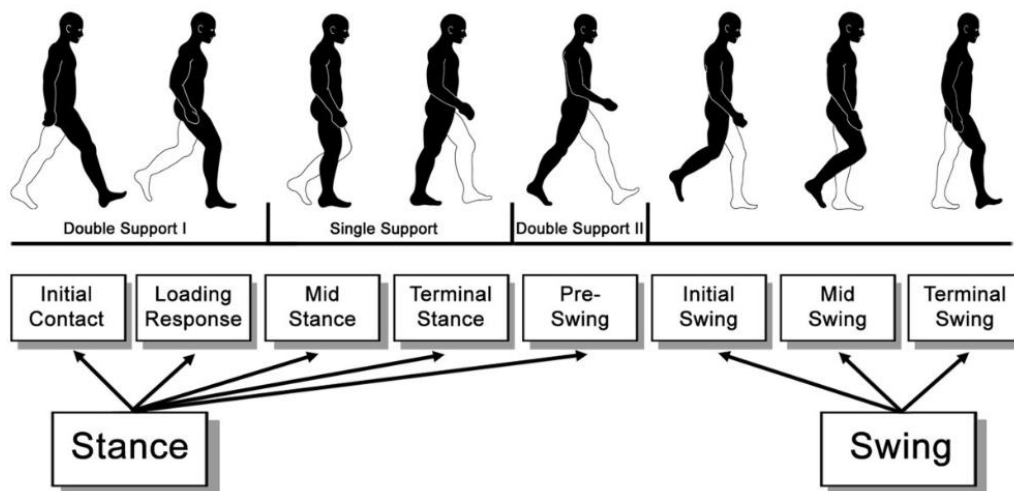 Double Support I
Single Support
Double Support II
Initial
Contact
Loading
Response
Mid
Stance
Terminal
Stance
Pre-
Swing
Initial
Swing
Mid
Swing
Terminal
Swing
Stance
Swing